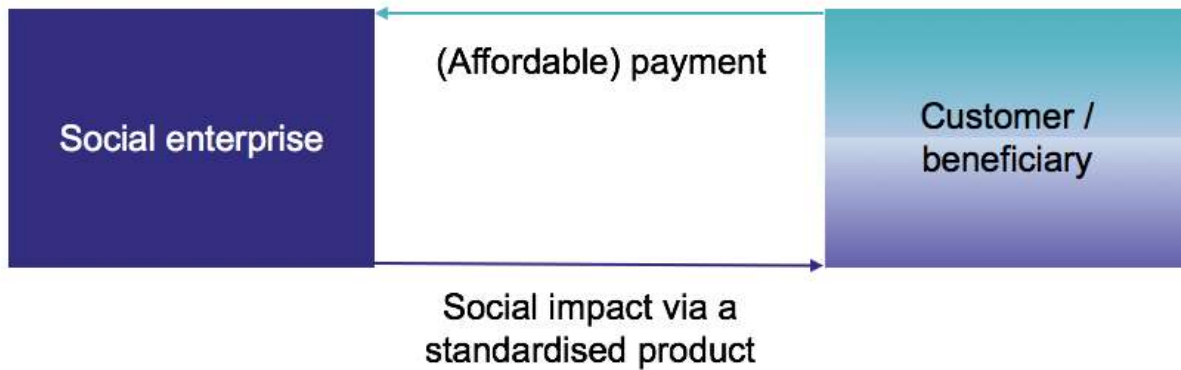 (Affordable) payment
Social enterprise
Customer /
beneficiary
Social impact via a
standardised product